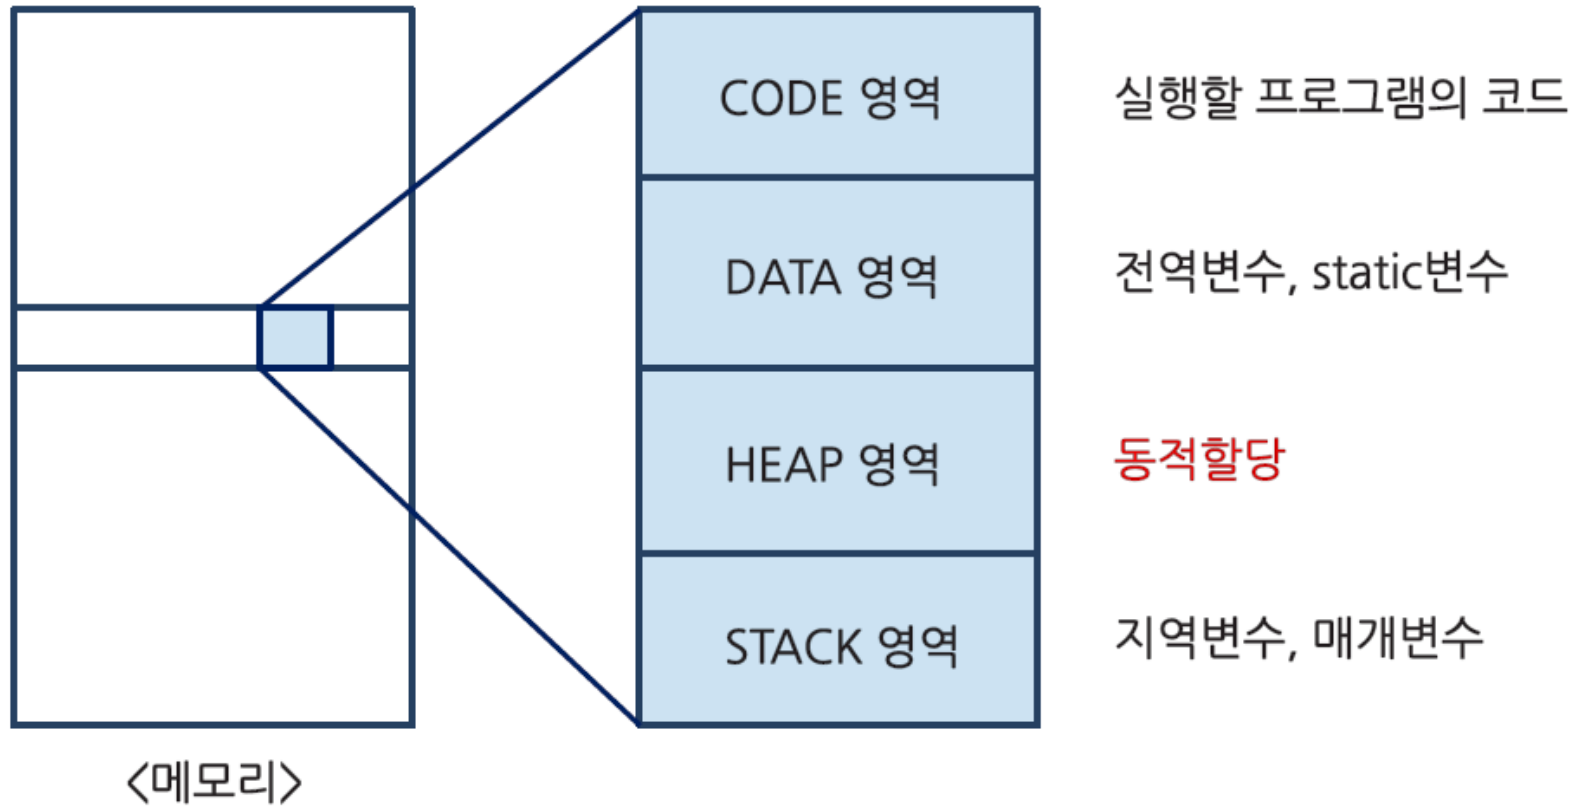 CODE 영역
실행할 프로그램의 코드
DATA 영역
전역변수, static변수
HEAP 영역
동적할당
STACK 영역
지역변수, 매개변수
<메모리>